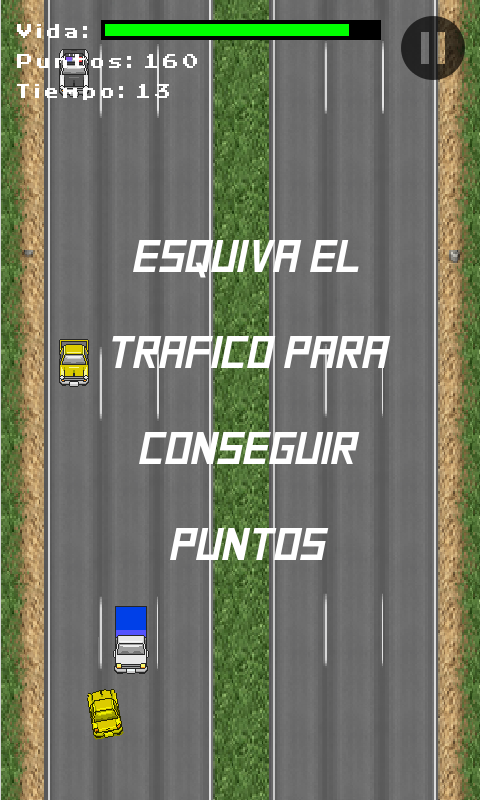 Vida:
Puntos: 160
Tiempo: 13
ESQUIVA EL
TRAFICO PARA
CONSEGUIR
PUNTOS